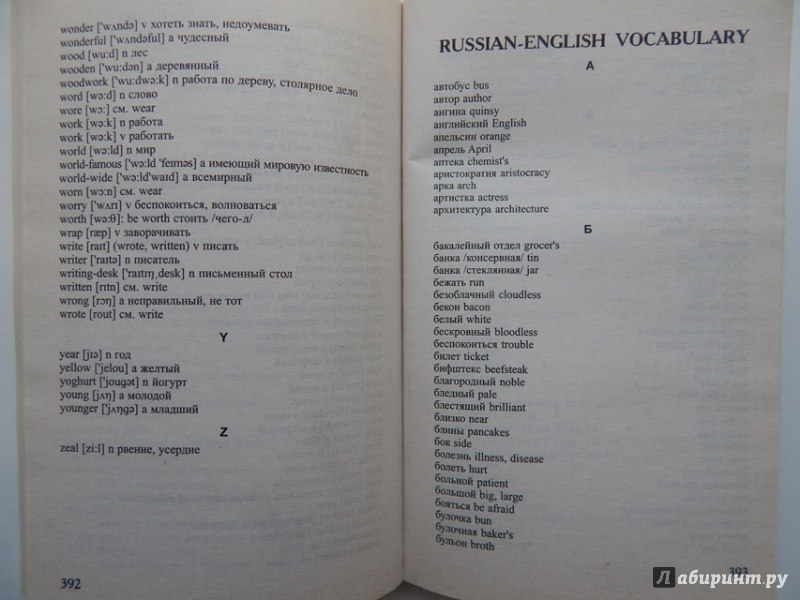 wonder ['wʌndə] v хотеть знать, недоумевать
wonderful ['wʌndəful] a чудесный
wood [wu:d] n лес
wooden ['wu:dən] a деревянный
woodwork ['wu:dwə:k] n работа по дереву, столярное дело
word [wə:d] n слово
wore [wɔ:] см. wear
work [wə:k] n работа
work [wə:k] v работать
world [wə:ld] n мир
world-famous ['wə:ld 'feıməs] a имеющий мировую известность
world-wide ['wə:ld'waıd] a всемирный
worn [wɔ:n] см. wear
worry ['wʌrı] v беспокоиться, волноваться
worth [wə:θ]: be worth стоить /чего-л/
wrap [ræp] v заворачивать
write [raıt] (wrote, written) v писать
writer ['raıtə] n писатель
writing-desk ['raıtıŋˌdesk] n письменный стол
written [rıtn] см. write
wrong [rɔŋ] a неправильный, не тот
wrote [rout] см. write
Y
year [jıə] n год
yellow ['jelou] a желтый
yoghurt ['jougət] n йогурт
young [jʌŋ] a молодой
younger ['jʌŋgə] a младший
Z
zeal [zi:l] n рвение, усердие
392
RUSSIAN-ENGLISH VOCABULARY
А
автобус bus
автор author
ангина quinsy
английский English
апельсин orange
апрель April
аптека chemist's
аристократия aristocracy
арка arch
артистка actress
архитектура architecture
Б
бакалейный отдел grocer's
банка /консервная/ tin
банка /стеклянная/ jar
бежать run
безоблачный cloudless
бекон bacon
белый white
бескровный bloodless
беспокоиться trouble
билет ticket
бифштекс beefsteak
благородный noble
бледный pale
блестящий brilliant
близко near
блины pancakes
бок side
болезнь illness, disease
болеть hurt
больной patient
большой big, large
бояться be afraid
булочка bun
булочная baker's
бульон broth
393
Лабиринт.ру